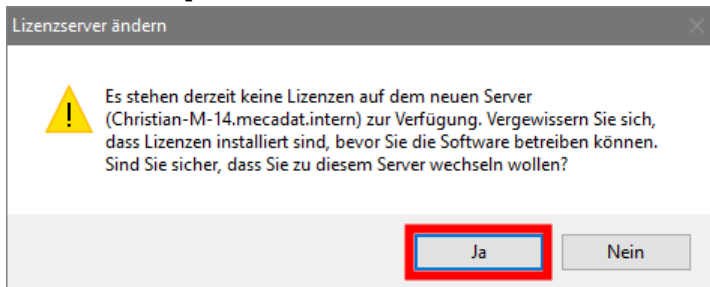 Lizenzserver ändern
Es stehen derzeit keine Lizenzen auf dem neuen Server
(Christian-M-14.mecadat.intern) zur Verfügung. Vergewissern Sie sich,
dass Lizenzen installiert sind, bevor Sie die Software betreiben können.
Sind Sie sicher, dass Sie zu diesem Server wechseln wollen?
Ja
Nein